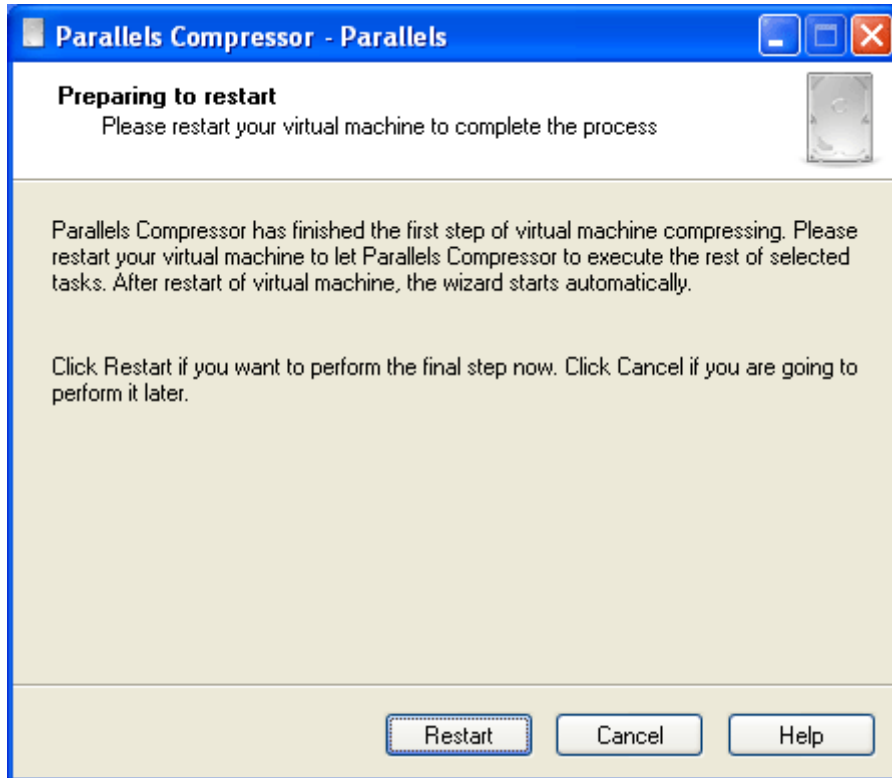 Parallels Compressor - Parallels
Preparing to restart
Please restart your virtual machine to complete the process
Parallels Compressor has finished the first step of virtual machine compressing. Please
restart your virtual machine to let Parallels Compressor to execute the rest of selected
tasks. After restart of virtual machine, the wizard starts automatically.
Click Restart if you want to perform the final step now. Click Cancel if you are going to
perform it later.
Restart Cancel Help